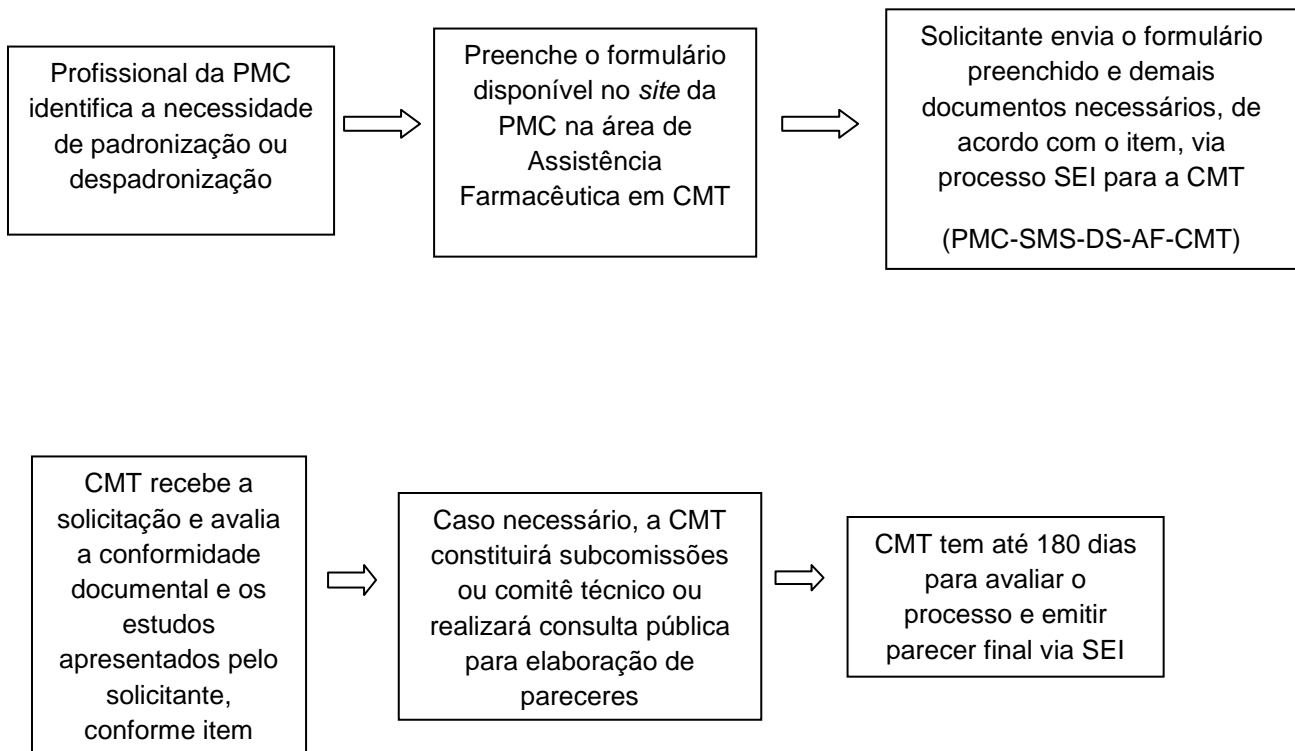 Profissional da PMC
identifica a necessidade
de padronização ou
despadronização
Preenche o formulário
disponível no site da
PMC na área de
Assistência
Farmacêutica em CMT
Solicitante envia o formulário
preenchido e demais
documentos necessários, de
acordo com o item, via
processo SEI para a CMT
(PMC-SMS-DS-AF-CMT)
CMT recebe a
solicitação e avalia
a conformidade
documental e os
estudos
apresentados pelo
solicitante,
conforme item
Caso necessário, a CMT
constituirá subcomissões
ou comitê técnico ou
realizará consulta pública
para elaboração de
pareceres
CMT tem até 180 dias
para avaliar o
processo e emitir
parecer final via SEI